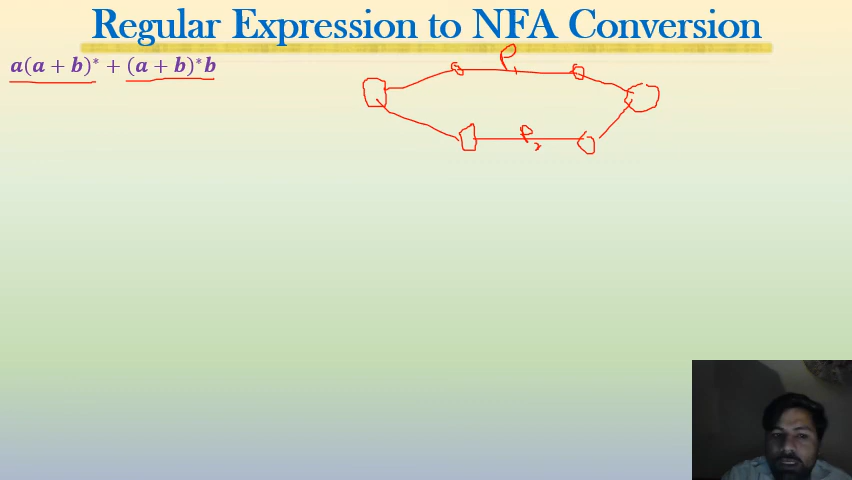 Regular Expression to NFA Conversion
a(a + b)* + (a + b)*b
P1
P2